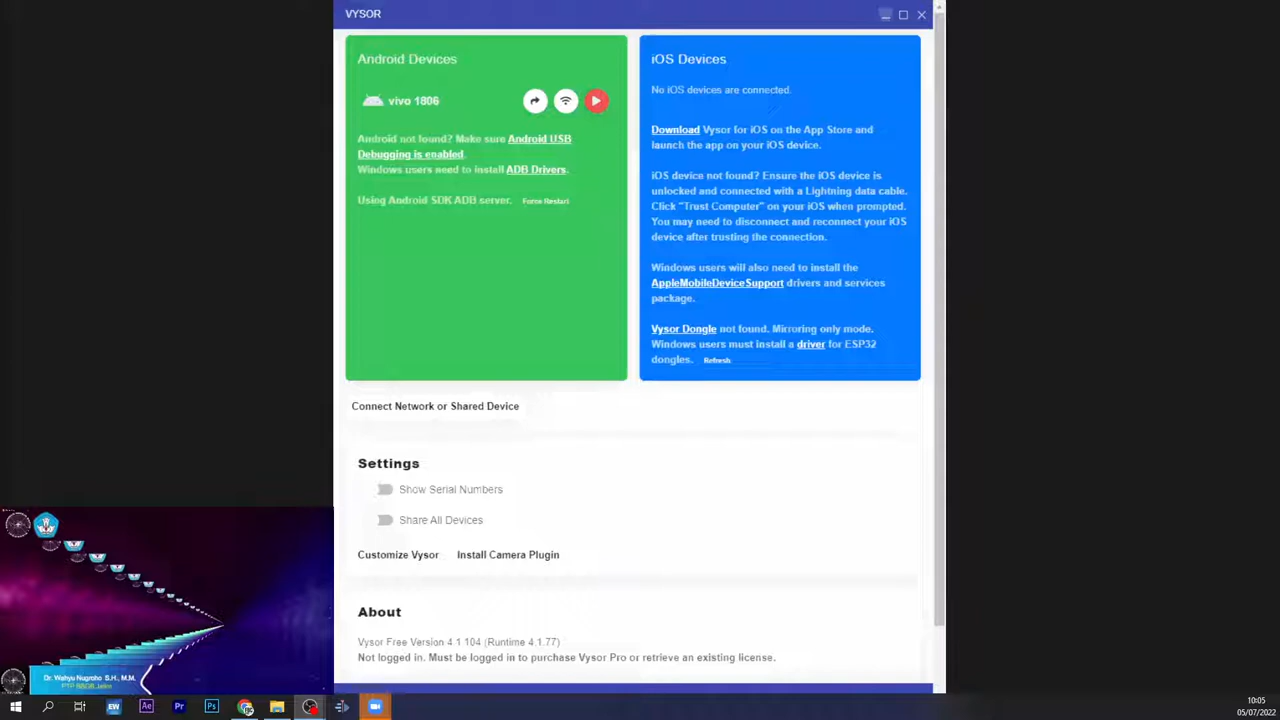 VYSOR
Android Devices
vivo 1806
Android not found? Make sure Android USB
Debugging is enabled.
Windows users need to install ADB Drivers.
Using Android SDK ADB server. Force Restart
iOS Devices
No iOS devices are connected.
Download Vysor for iOS on the App Store and
launch the app on your iOS device.
iOS device not found? Ensure the iOS device is
unlocked and connected with a Lightning data cable.
Click "Trust Computer" on your iOS when prompted.
You may need to disconnect and reconnect your iOS
device after trusting the connection.
Windows users will also need to install the
AppleMobileDeviceSupport drivers and services
package.
Vysor Dongle not found. Mirroring only mode.
Windows users must install a driver for ESP32
dongles. Refresh
Connect Network or Shared Device
Settings
Show Serial Numbers
Share All Devices
Customize Vysor Install Camera Plugin
About
Vysor Free Version 4.1.104 (Runtime 4.1.77)
Not logged in. Must be logged in to purchase Vysor Pro or retrieve an existing license.
Dr. Wahyu Nugroho S.H., M.M.
PTP BBGP Jatim
EW Ae Pr Ps
10:05
05/07/2022